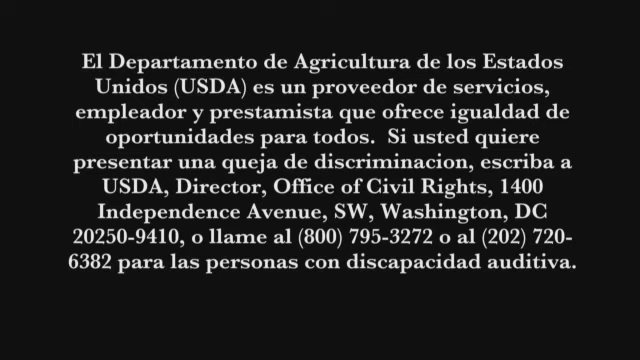 El Departamento de Agricultura de los Estados
Unidos (USDA) es un proveedor de servicios,
empleador y prestamista que ofrece igualdad de
oportunidades para todos.  Si usted quiere
presentar una queja de discriminacion, escriba a
USDA, Director, Office of Civil Rights, 1400
Independence Avenue, SW, Washington, DC
20250-9410, o llame al (800) 795-3272 o al (202) 720-
6382 para las personas con discapacidad auditiva.